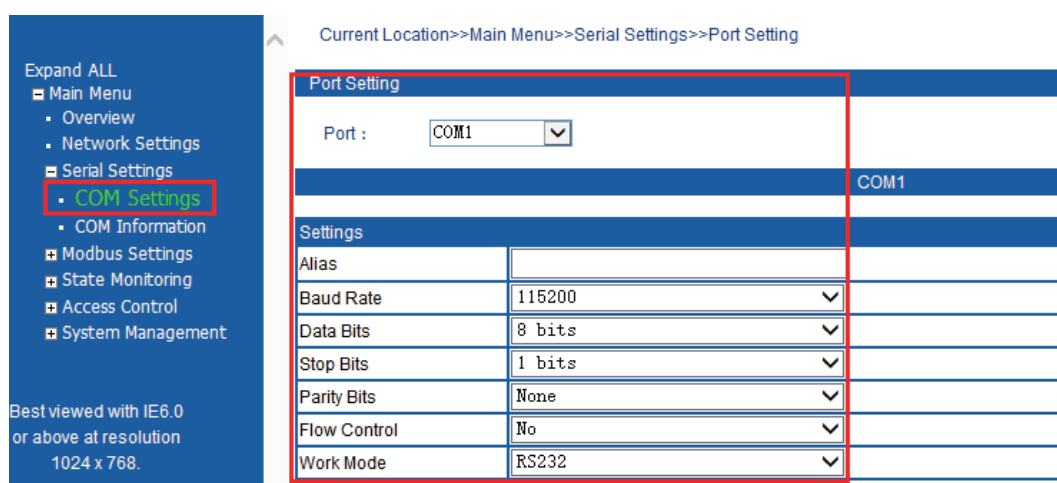 Current Location>>Main Menu>>Serial Settings>>Port Setting
Expand ALL
Main Menu
Overview
Network Settings
Serial Settings
COM Settings
COM Information
Modbus Settings
State Monitoring
Access Control
System Management
Best viewed with IE6.0
or above at resolution
1024 x 768.
Port Setting
Port : COM1
COM1
Settings
Alias
Baud Rate 115200
Data Bits 8 bits
Stop Bits 1 bits
Parity Bits None
Flow Control No
Work Mode RS232